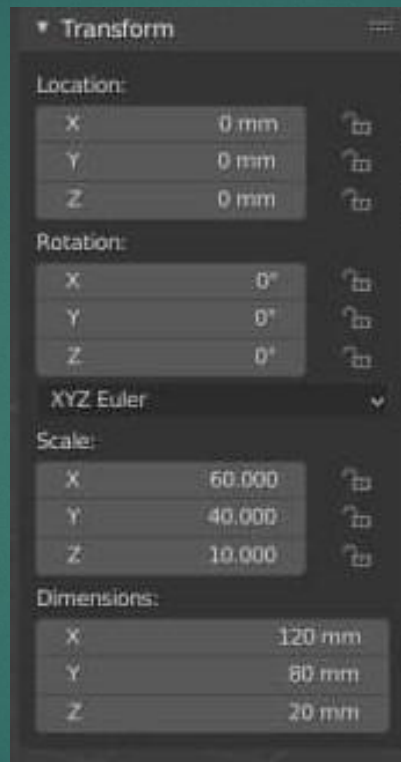 Transform
Location:
X 0 mm
Y 0 mm
Z 0 mm
Rotation:
X 0°
Y 0°
Z 0°
XYZ Euler
Scale:
X 60.000
Y 40.000
Z 10.000
Dimensions:
X 120 mm
Y 80 mm
Z 20 mm